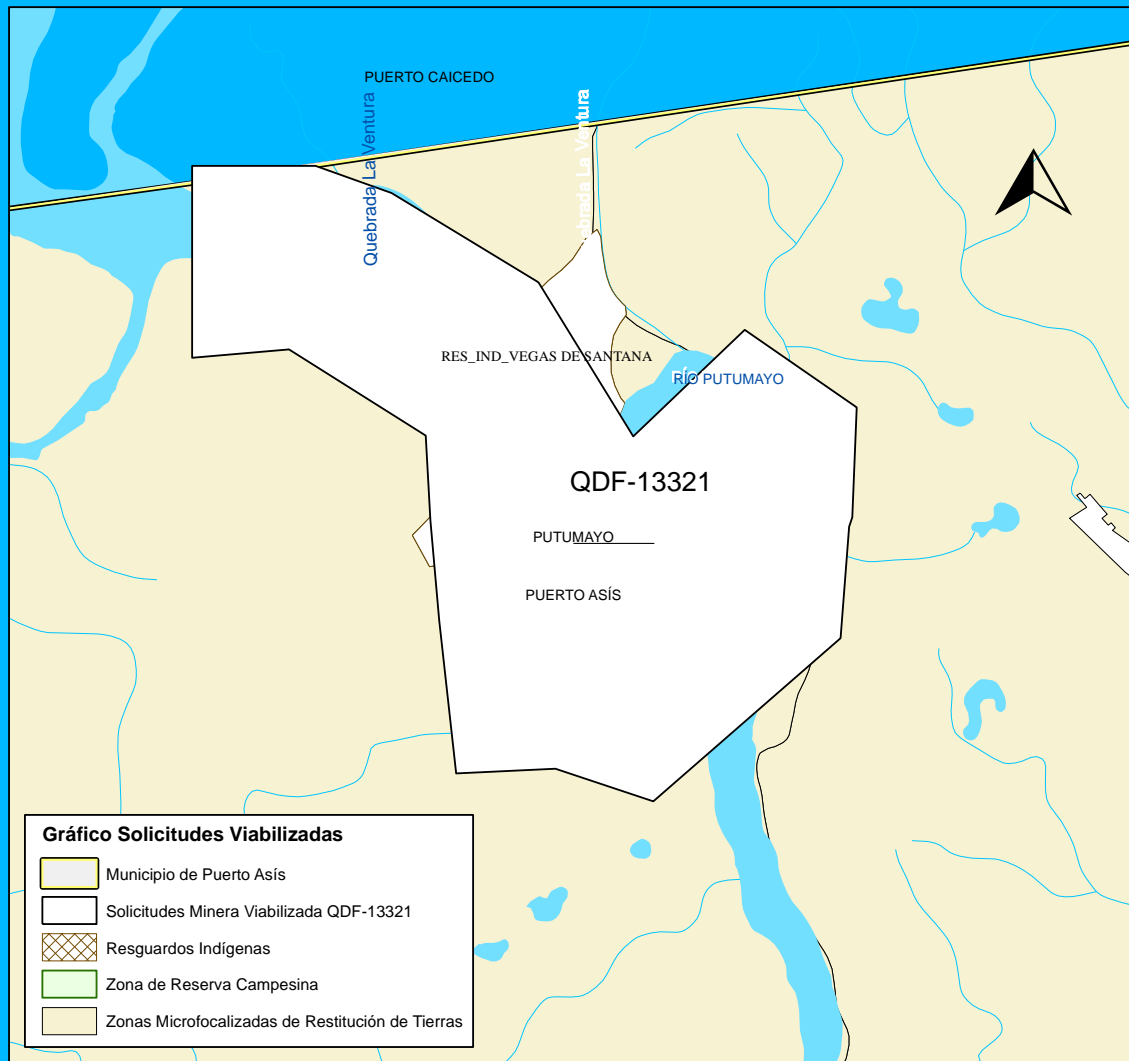 PUERTO CAICEDO
Quebrada La Ventura
ebrada La Ventura
RES_IND_VEGAS DE SANTANA
RÍO PUTUMAYO
QDF-13321
PUTUMAYO
PUERTO ASÍS
Gráfico Solicitudes Viabilizadas
Municipio de Puerto Asís
Solicitudes Minera Viabilizada QDF-13321
Resguardos Indígenas
Zona de Reserva Campesina
Zonas Microfocalizadas de Restitución de Tierras